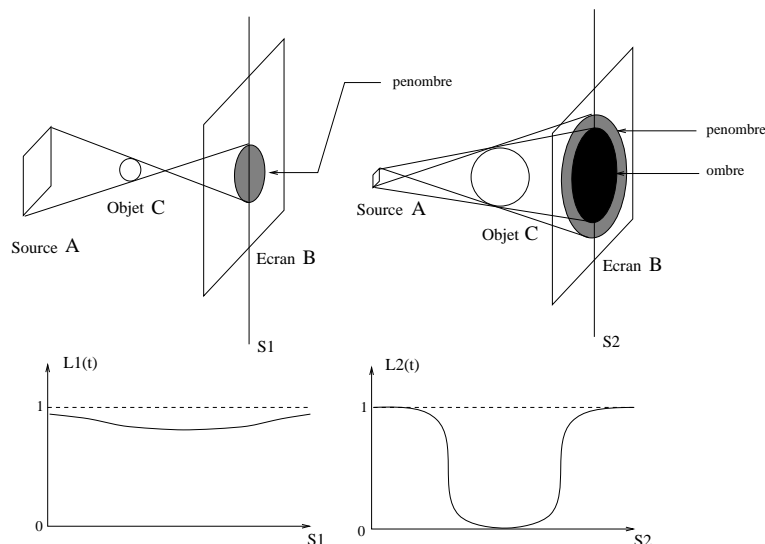 penombre
Objet C
Source A
Ecran B
S1
penombre
ombre
Source A
Objet C
Ecran B
S2
L1(t)
1
0
S1
L2(t)
1
0
S2